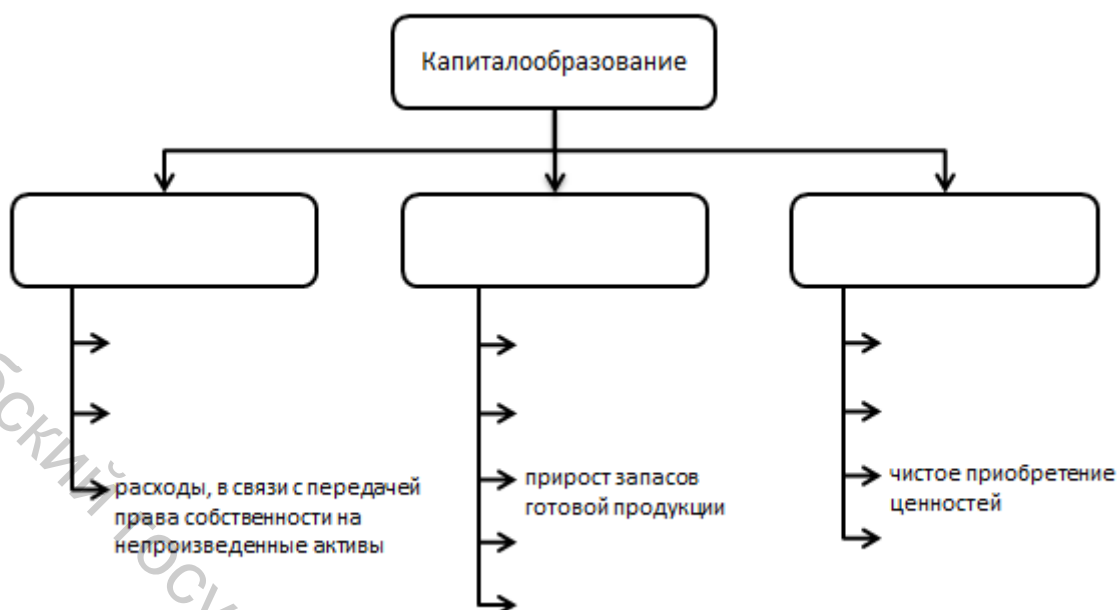 Капиталообразование
расходы, в связи с передачей
права собственности на
непроизведенные активы
прирост запасов
готовой продукции
чистое приобретение
ценностей